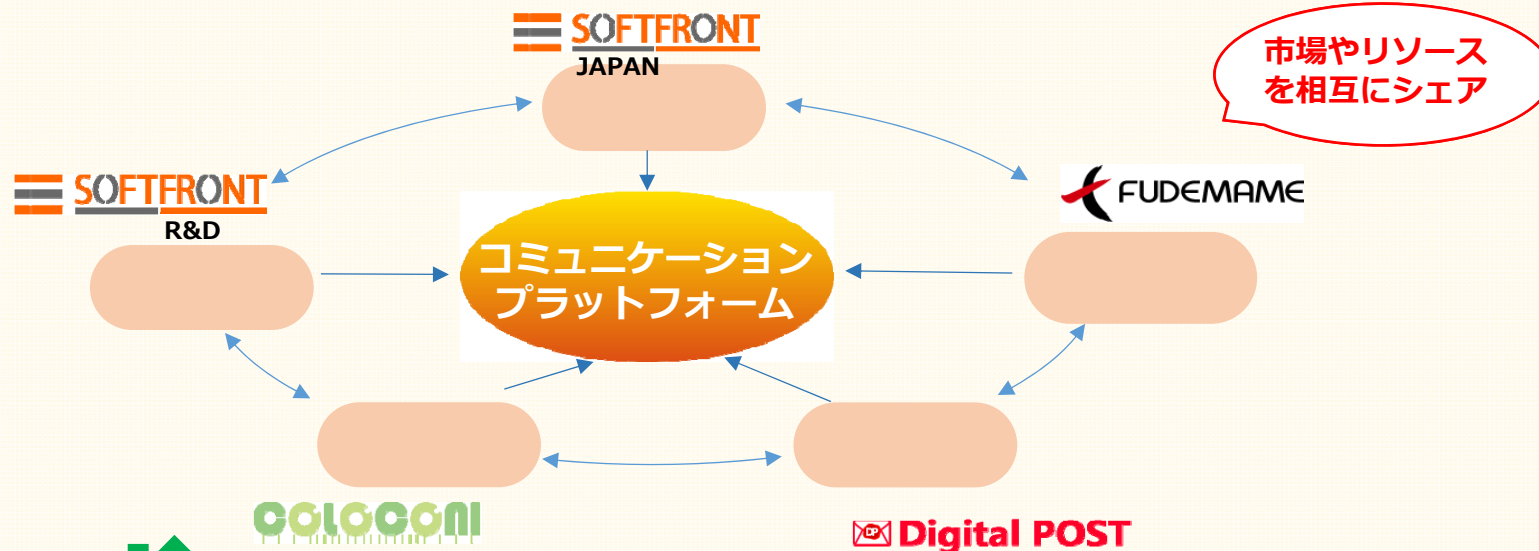 SOFTFRONT
JAPAN
市場やリソース
を相互にシェア
SOFTFRONT
R&D
FUDEMAME
コミュニケーション
プラットフォーム
COLOCONI
Digital POST